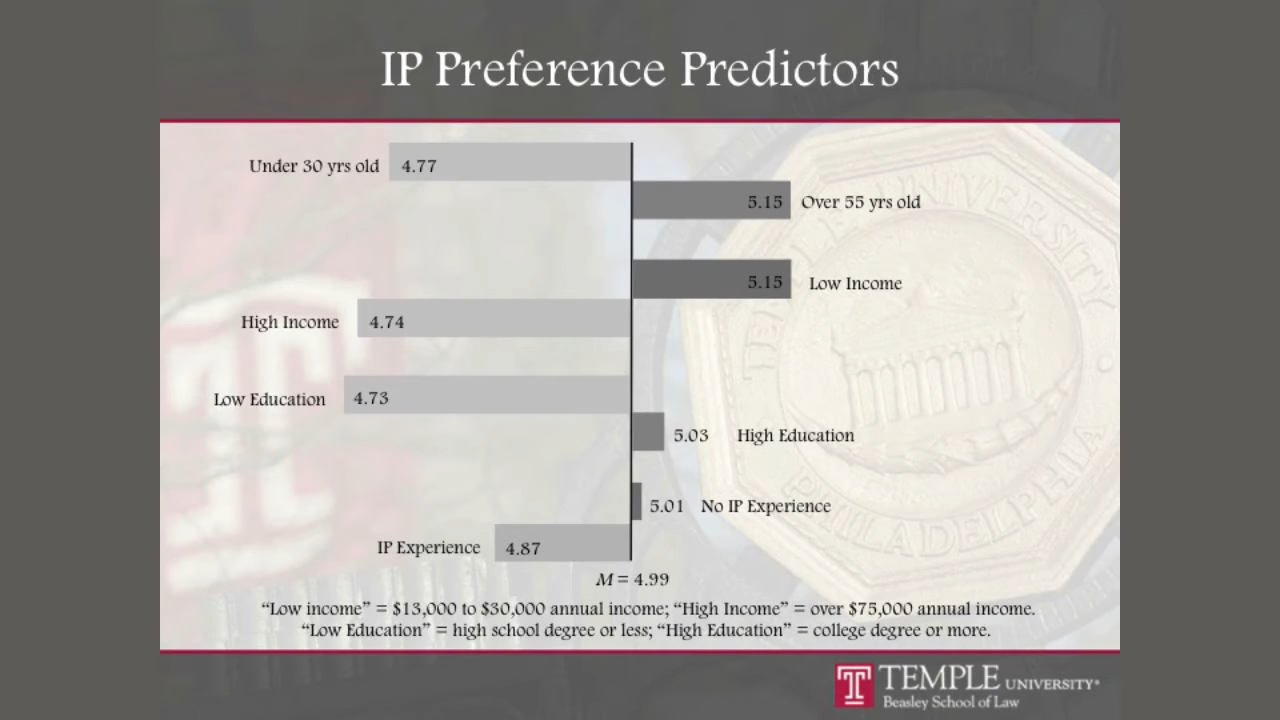 IP Preference Predictors
Under 30 yrs old 4.77
5.15 Over 55 yrs old
5.15 Low Income
High Income 4.74
Low Education 4.73
5.03 High Education
5.01 No IP Experience
IP Experience 4.87
M = 4.99
“Low income” = $13,000 to $30,000 annual income; “High Income” = over $75,000 annual income.
“Low Education” = high school degree or less; “High Education” = college degree or more.
TEMPLE UNIVERSITY®
Beasley School of Law
TEMPLE UNIVERSITY
PHILADELPHIA